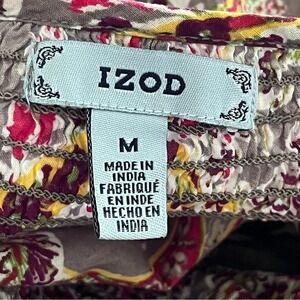 IZOD
M
MADE IN
INDIA
FABRIQUÉ
EN INDE
HECHO EN
INDIA